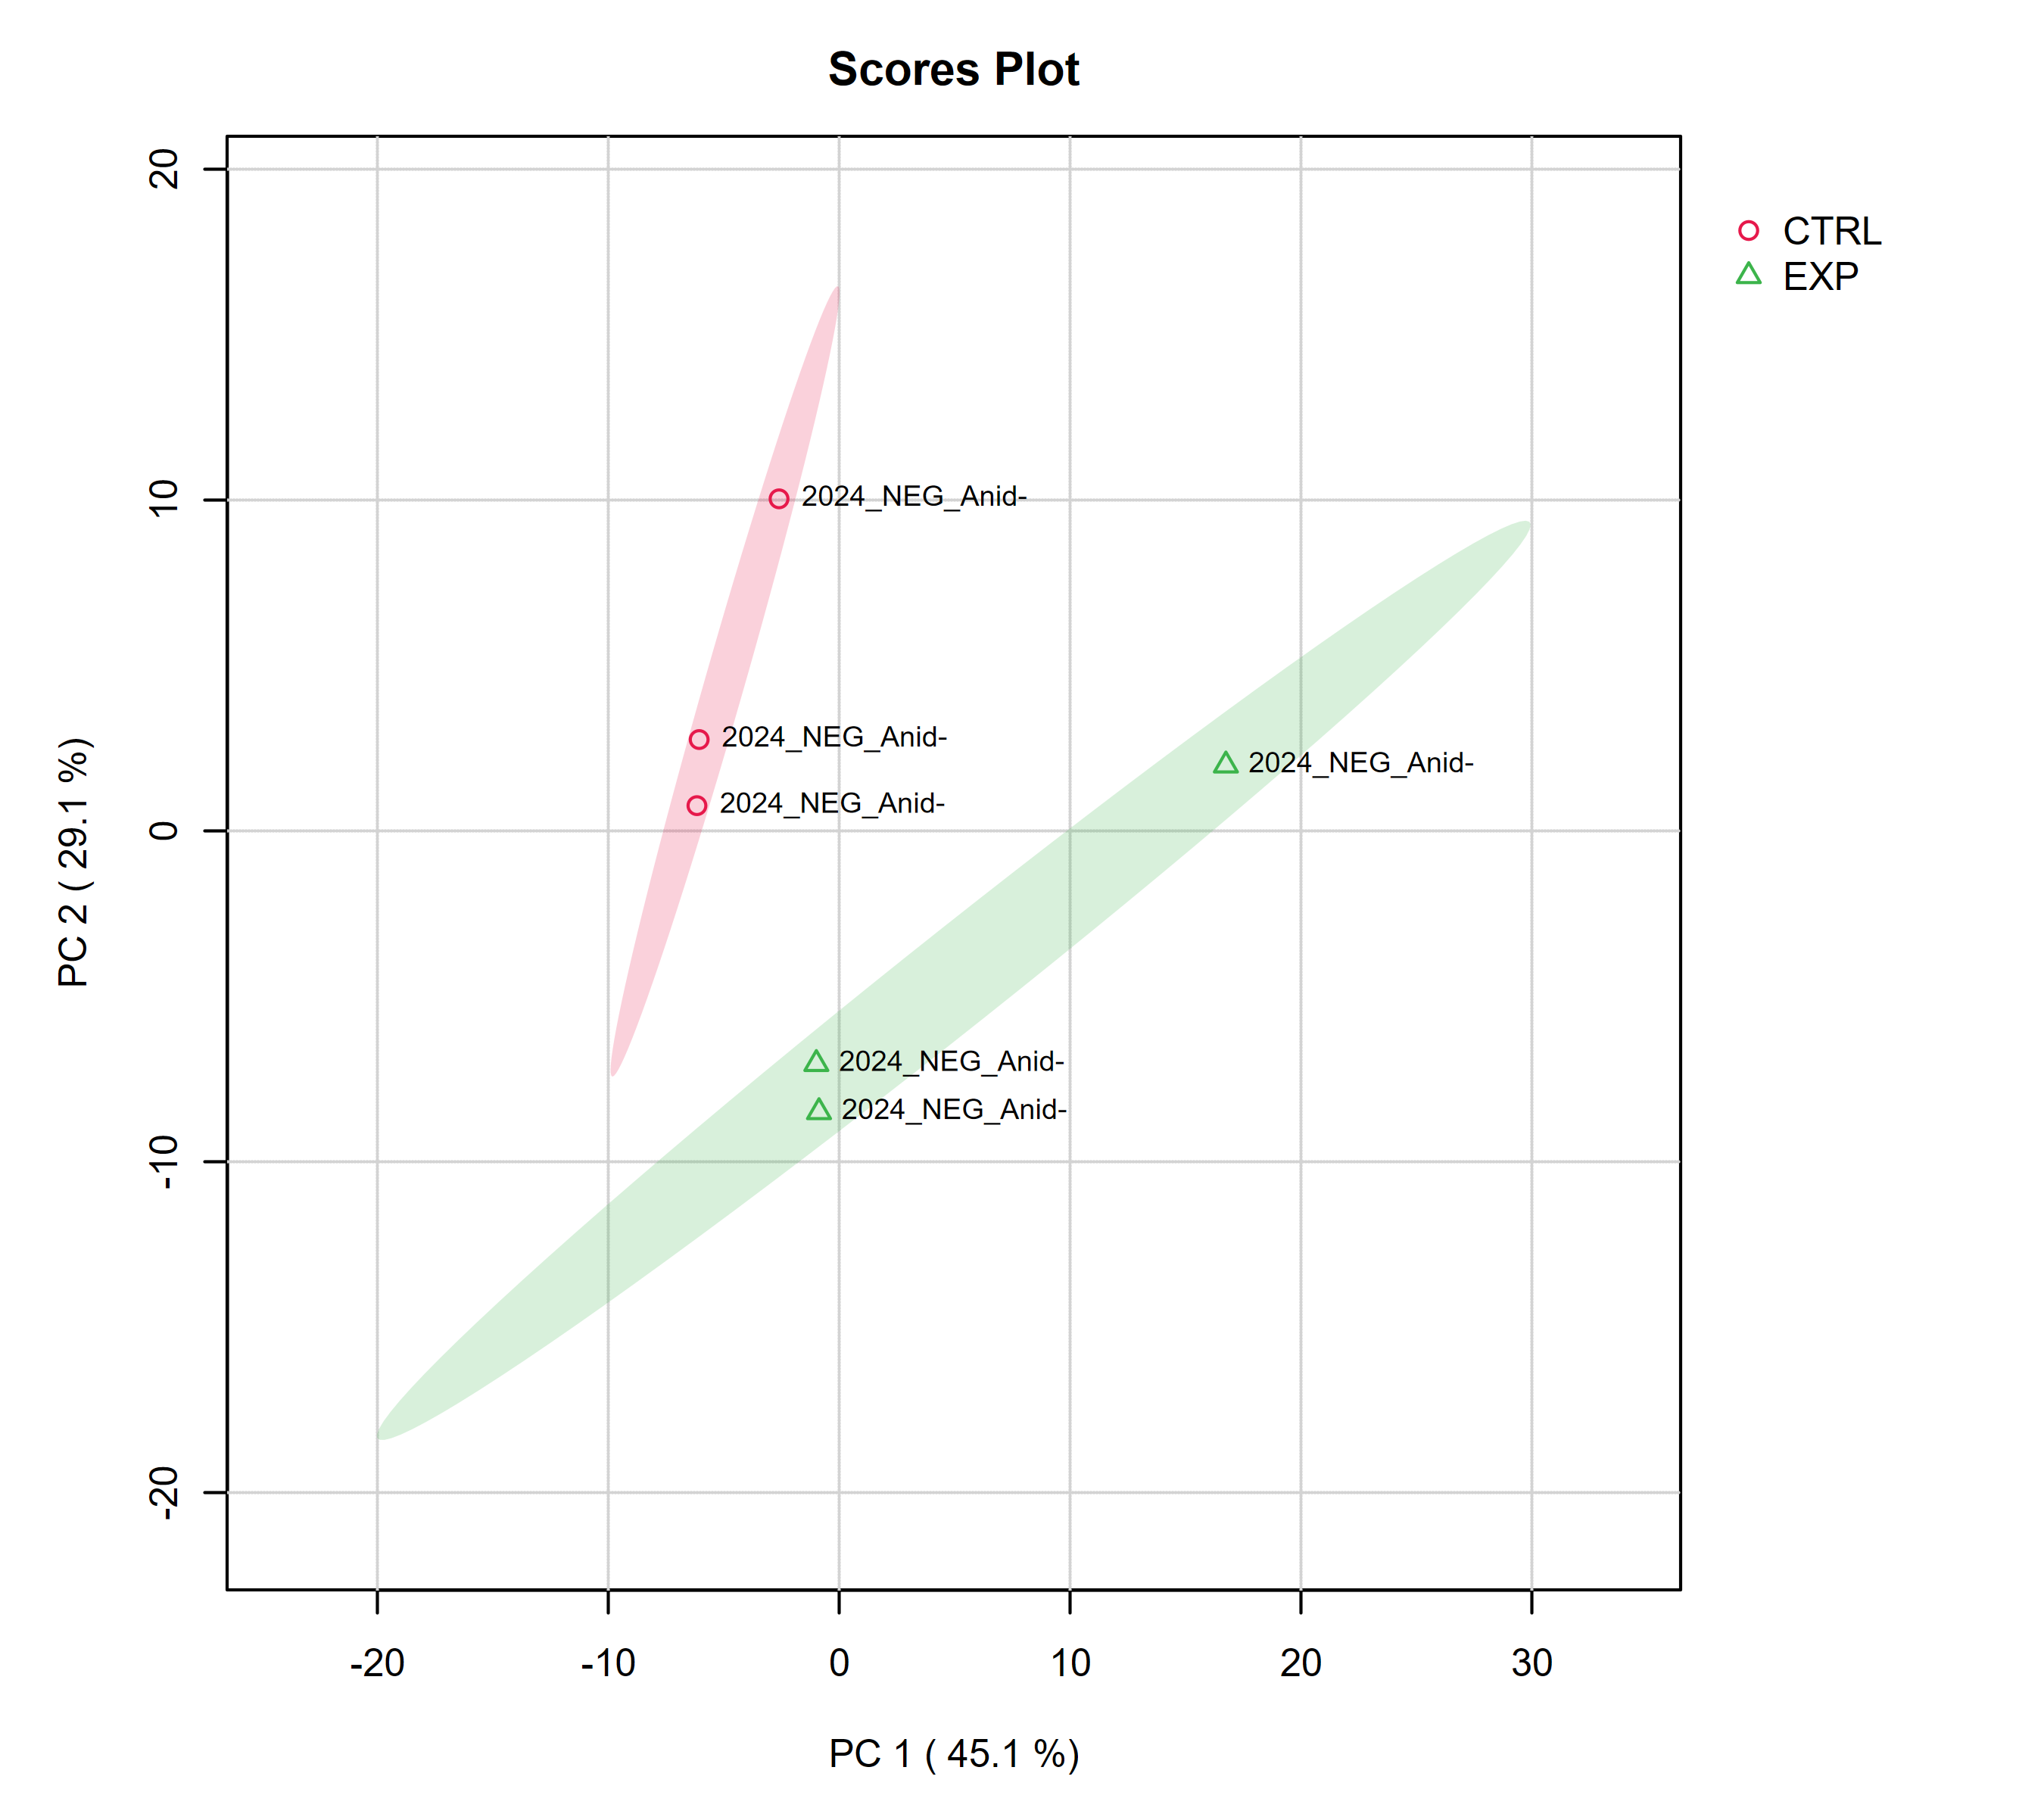 Scores Plot
CTRL
EXP
2024_NEG_Anid-
2024_NEG_Anid-
2024_NEG_Anid-
2024_NEG_Anid-
2024_NEG_Anid-
2024_NEG_Anid-
20
10
0
-10
-20
PC 2 ( 29.1 %)
-20 -10 0 10 20 30
PC 1 ( 45.1 %)